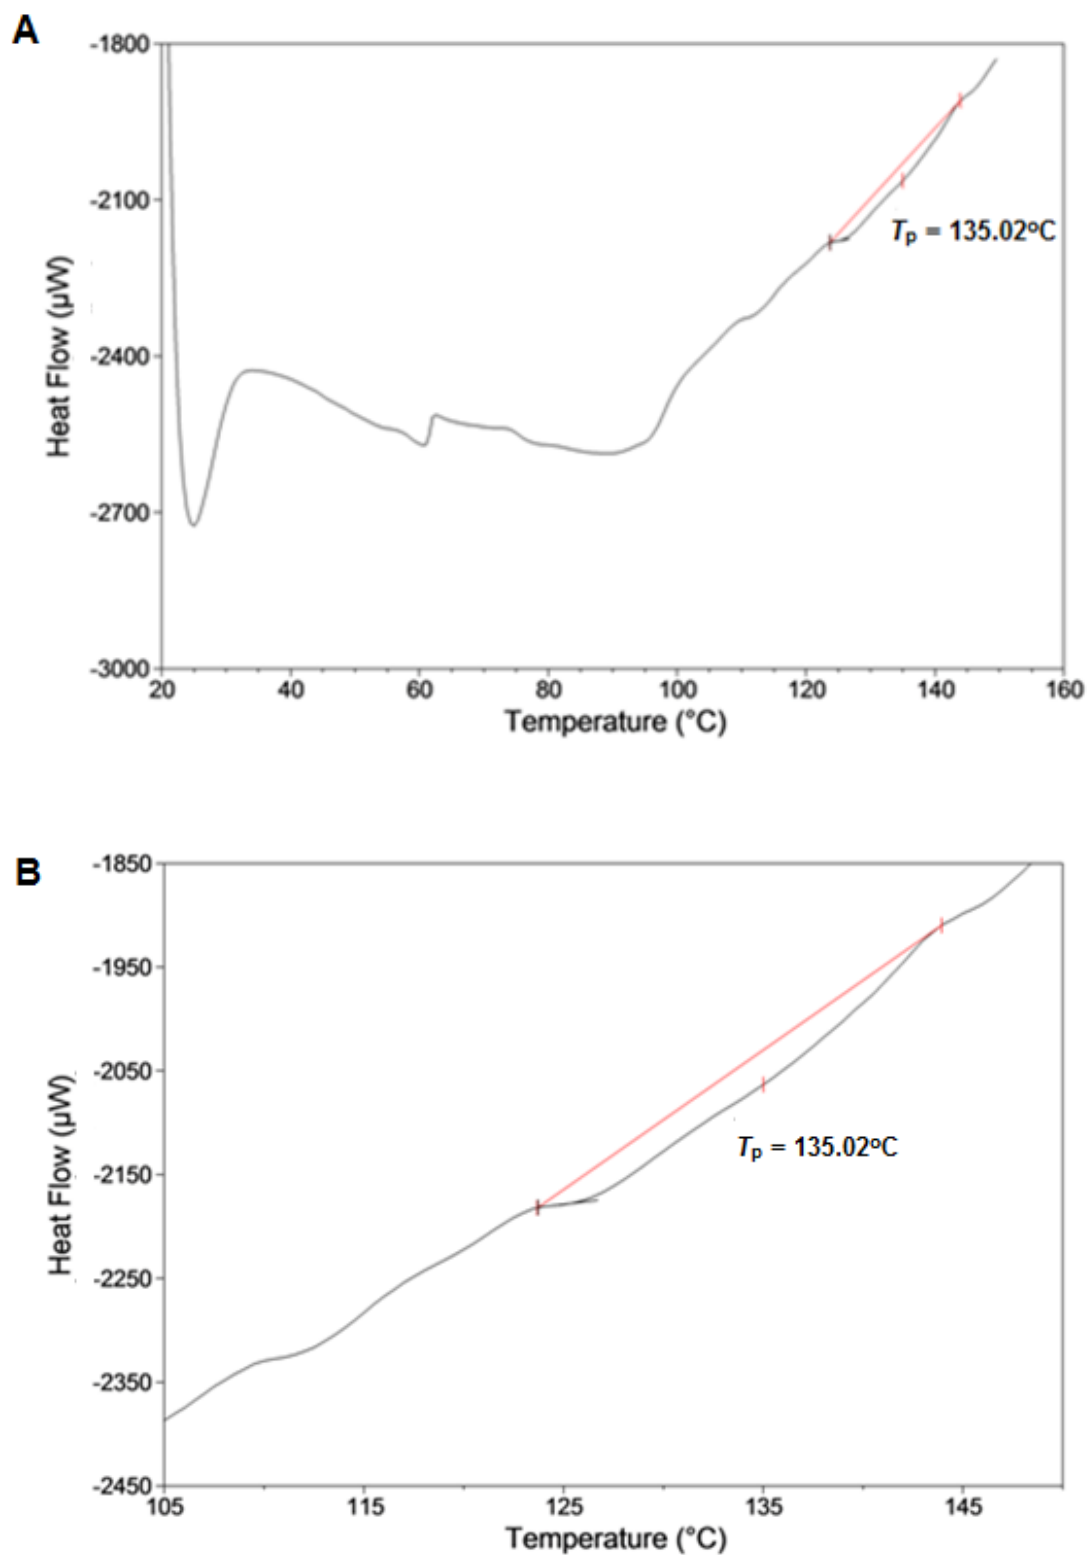 A
-1800
-2100
-2400
-2700
-3000
Heat Flow (µW)
Tp = 135.02°C
20 40 60 80 100 120 140 160
Temperature (°C)
B
-1850
-1950
-2050
-2150
-2250
-2350
-2450
Heat Flow (µW)
Tp = 135.02°C
105 115 125 135 145
Temperature (°C)